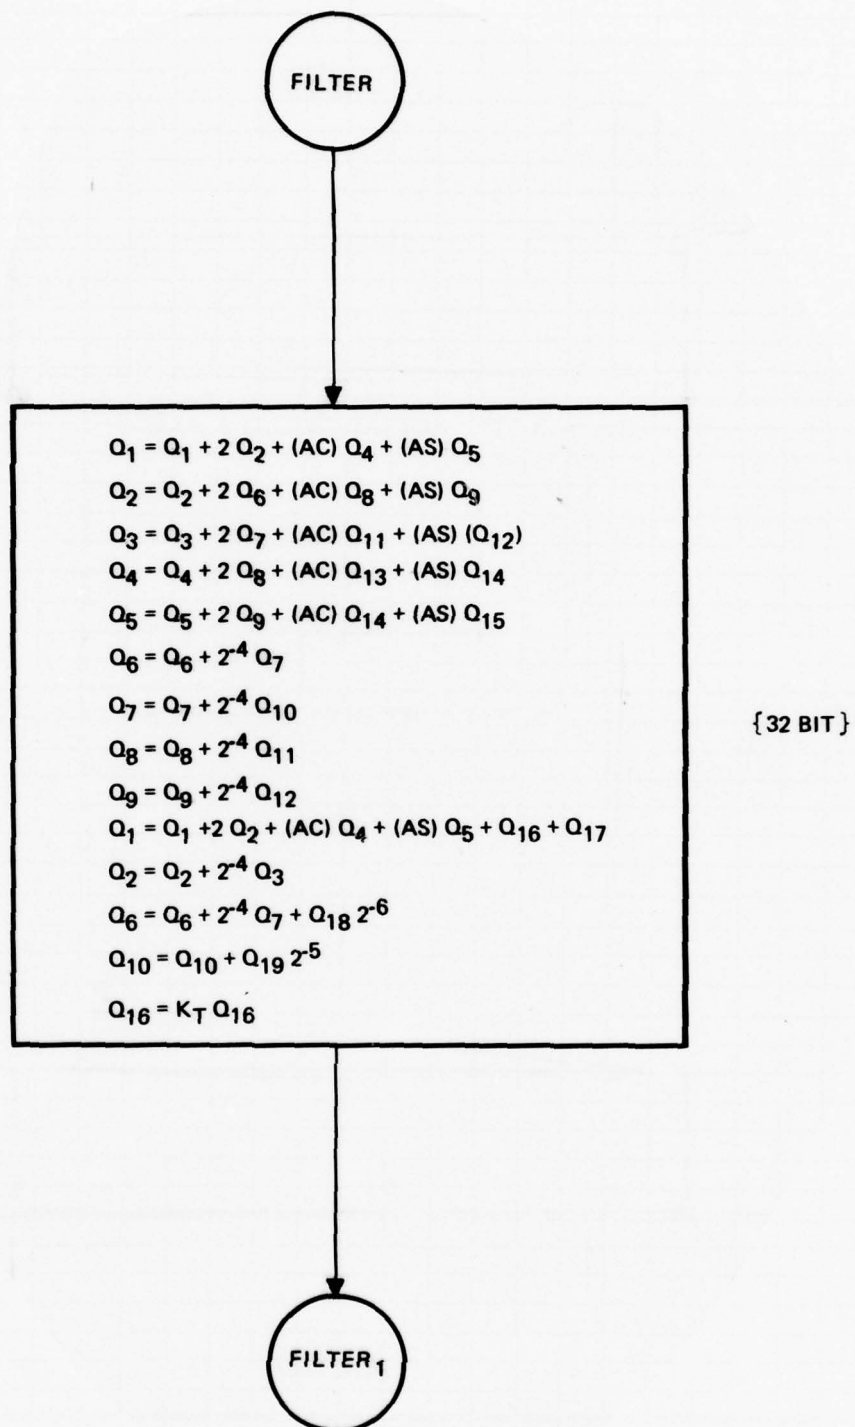 FILTER
Q₁ = Q₁ + 2 Q₂ + (AC) Q₄ + (AS) Q₅
Q₂ = Q₂ + 2 Q₆ + (AC) Q₈ + (AS) Q₉
Q₃ = Q₃ + 2 Q₇ + (AC) Q₁₁ + (AS) (Q₁₂)
Q₄ = Q₄ + 2 Q₈ + (AC) Q₁₃ + (AS) Q₁₄
Q₅ = Q₅ + 2 Q₉ + (AC) Q₁₄ + (AS) Q₁₅
Q₆ = Q₆ + 2⁻⁴ Q₇
Q₇ = Q₇ + 2⁻⁴ Q₁₀
{32 BIT}
Q₈ = Q₈ + 2⁻⁴ Q₁₁
Q₉ = Q₉ + 2⁻⁴ Q₁₂
Q₁ = Q₁ +2 Q₂ + (AC) Q₄ + (AS) Q₅ + Q₁₆ + Q₁₇
Q₂ = Q₂ + 2⁻⁴ Q₃
Q₆ = Q₆ + 2⁻⁴ Q₇ + Q₁₈ 2⁻⁶
Q₁₀ = Q₁₀ + Q₁₉ 2⁻⁵
Q₁₆ = K_T Q₁₆
FILTER₁